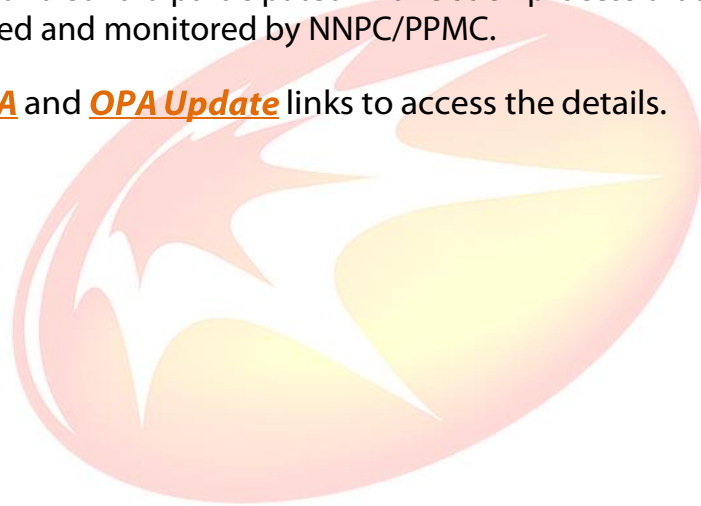 ed and monitored by NNPC/PPMC.
A and OPA Update links to access the details.